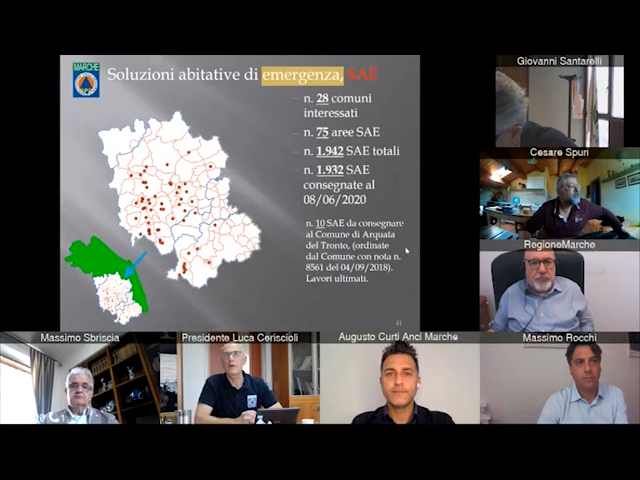 MARCHE
Soluzioni abitative di emergenza, SAE
– n. 28 comuni
interessati
– n. 75 aree SAE
– n. 1.942 SAE totali
– n. 1.932 SAE
consegnate al
08/06/2020
n. 10 SAE da consegnare
al Comune di Arquata
del Tronto, (ordinate
dal Comune con nota n.
8561 del 04/09/2018).
Lavori ultimati.
Giovanni Santarelli
Cesare Spuri
RegioneMarche
Massimo Sbriscia
Presidente Luca Ceriscioli
Augusto Curti Anci Marche
Massimo Rocchi